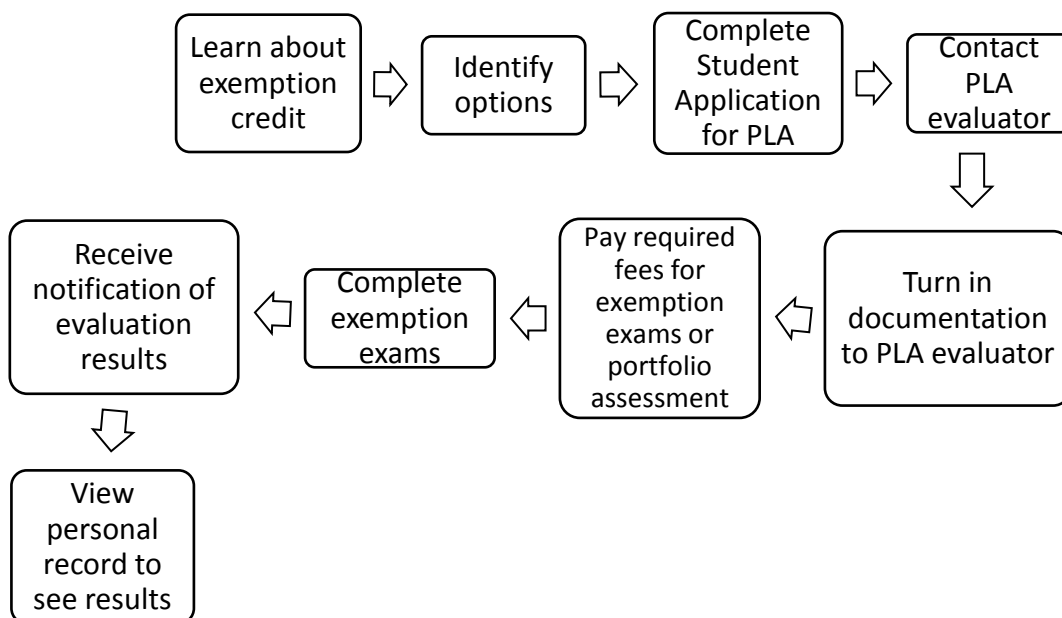 Learn about
exemption
credit
Identify
options
Complete
Student
Application
for PLA
Contact
PLA
evaluator
Turn in
documentation
to PLA evaluator
Pay required
fees for
exemption
exams or
portfolio
assessment
Complete
exemption
exams
Receive
notification of
evaluation
results
View
personal
record to
see results